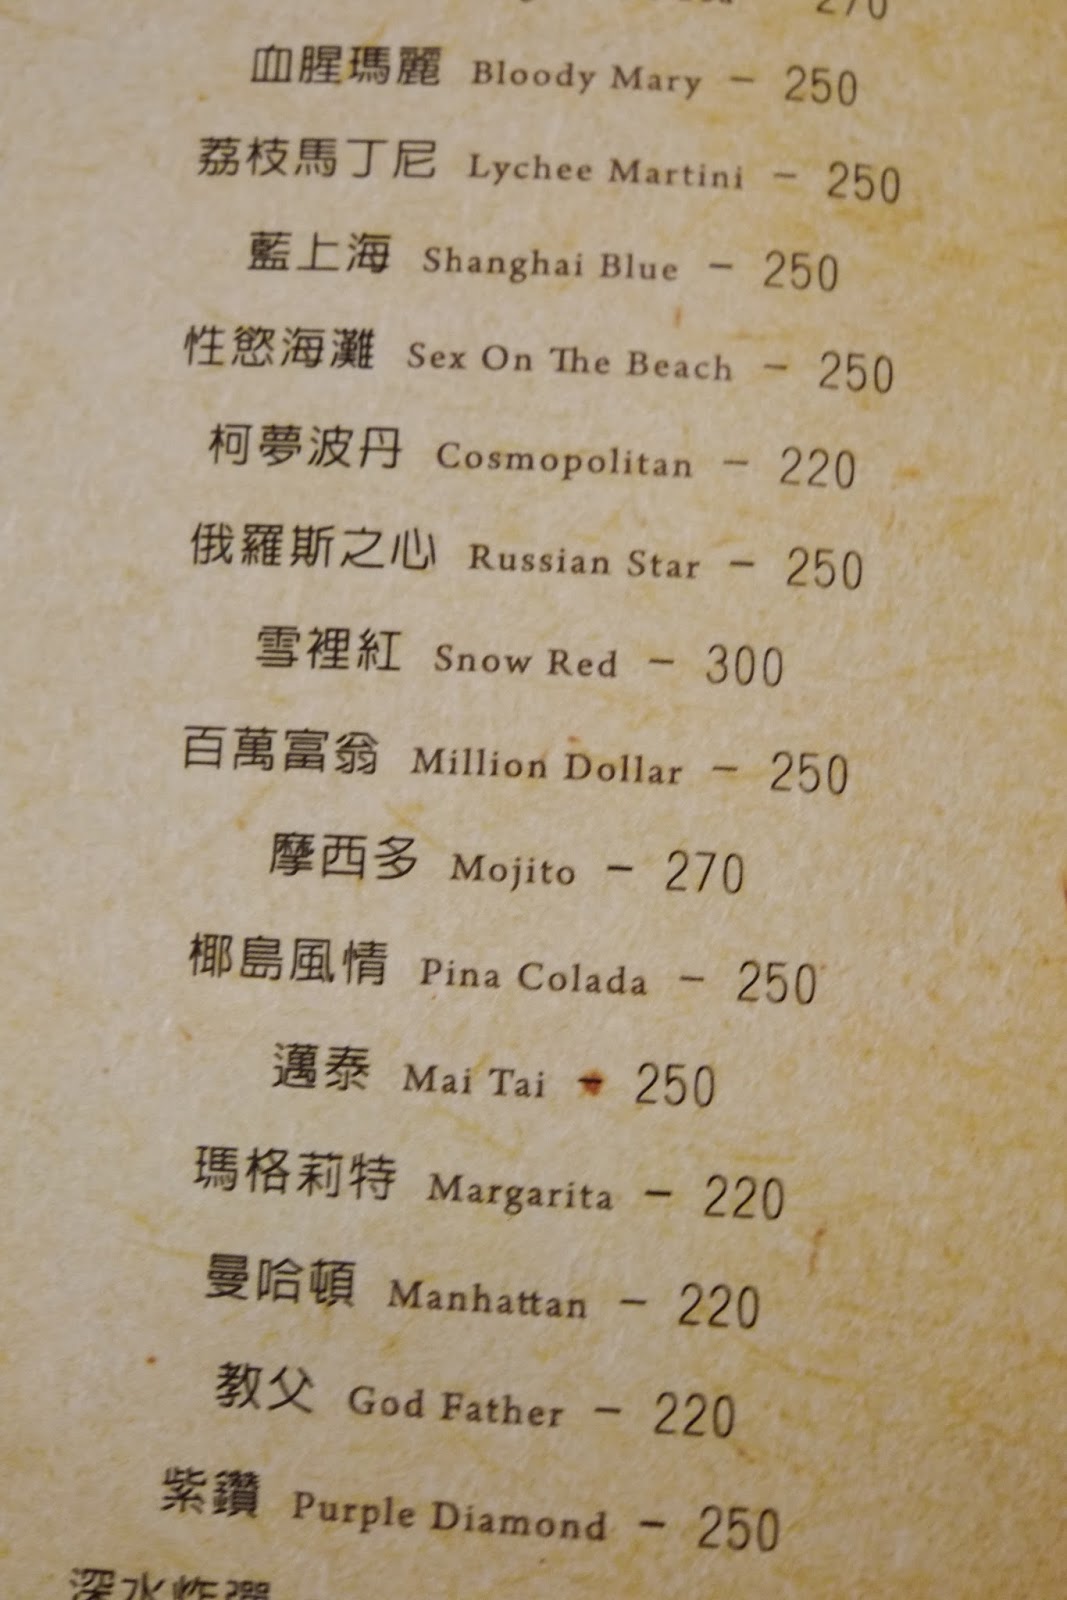 270
血腥瑪麗 Bloody Mary - 250
荔枝馬丁尼 Lychee Martini - 250
藍上海 Shanghai Blue - 250
性慾海灘 Sex On The Beach - 250
柯夢波丹 Cosmopolitan - 220
俄羅斯之心 Russian Star - 250
雪裡紅 Snow Red - 300
百萬富翁 Million Dollar - 250
摩西多 Mojito - 270
椰島風情 Pina Colada - 250
邁泰 Mai Tai - 250
瑪格莉特 Margarita - 220
曼哈頓 Manhattan - 220
教父 God Father - 220
紫鑽 Purple Diamond - 250
深水炸彈